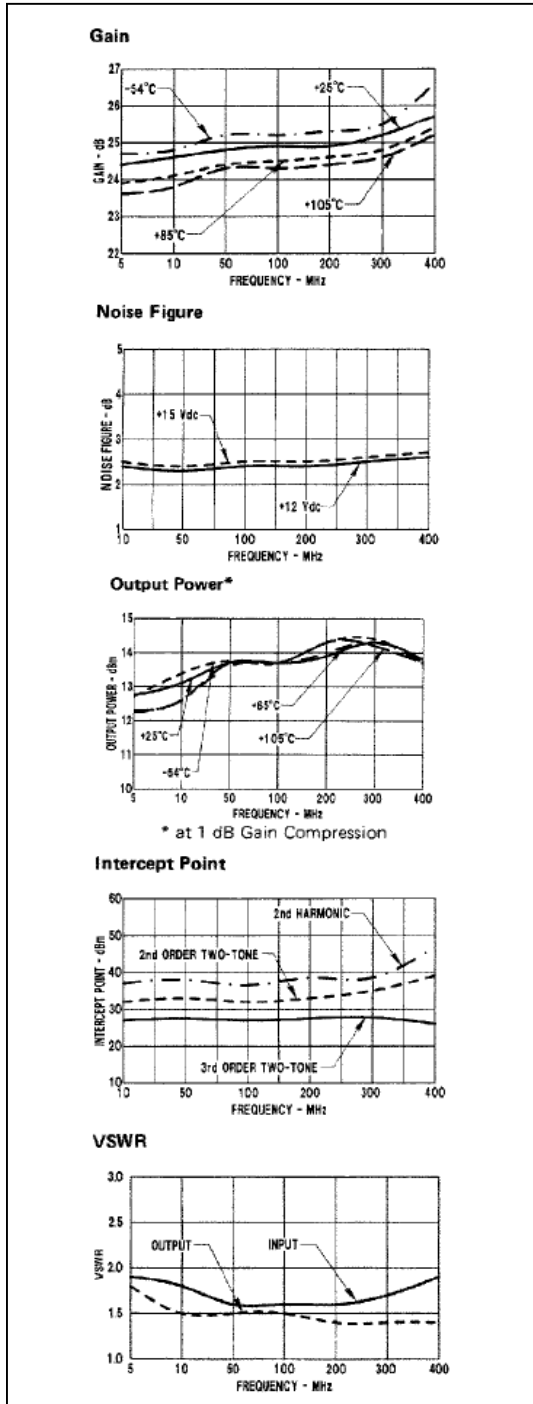 Gain
27
26
25
24
23
22
GAIN - dB
-54°C
+25°C
+85°C
+105°C
5 10 50 100 200 300 400
FREQUENCY - MHz
Noise Figure
5
4
3
2
1
NOISE FIGURE - dB
+15 Vdc
+12 Vdc
10 50 100 200 300 400
FREQUENCY - MHz
Output Power*
15
14
13
12
11
10
OUTPUT POWER - dBm
+25°C
-54°C
+85°C
+105°C
5 10 50 100 200 300 400
FREQUENCY - MHz
* at 1 dB Gain Compression
Intercept Point
60
50
40
30
20
10
INTERCEPT POINT - dBm
2nd HARMONIC
2nd ORDER TWO-TONE
3rd ORDER TWO-TONE
10 50 100 200 300 400
FREQUENCY - MHz
VSWR
3.0
2.5
2.0
1.5
1.0
VSWR
OUTPUT
INPUT
5 10 50 100 200 300 400
FREQUENCY - MHz